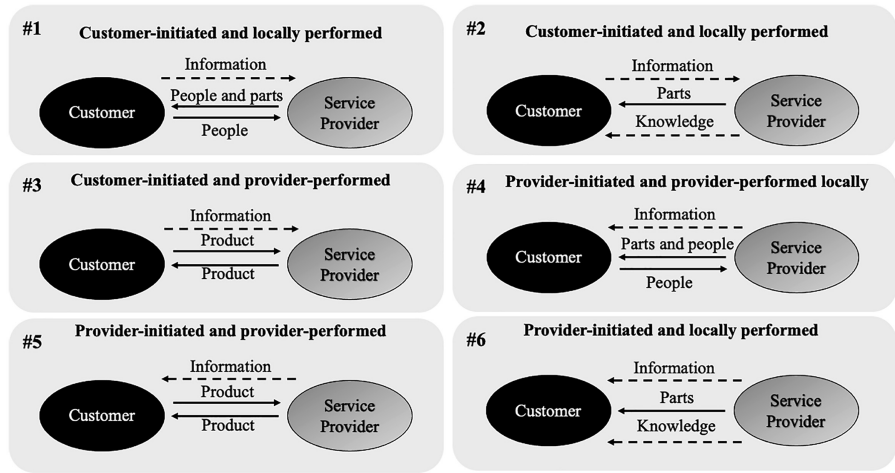 #1
Customer-initiated and locally performed
Information
People and parts
People
Customer
Service
Provider
#2
Customer-initiated and locally performed
Information
Parts
Knowledge
Customer
Service
Provider
#3
Customer-initiated and provider-performed
Information
Product
Product
Customer
Service
Provider
#4
Provider-initiated and provider-performed locally
Information
Parts and people
People
Customer
Service
Provider
#5
Provider-initiated and provider-performed
Information
Product
Product
Customer
Service
Provider
#6
Provider-initiated and locally performed
Information
Parts
Knowledge
Customer
Service
Provider